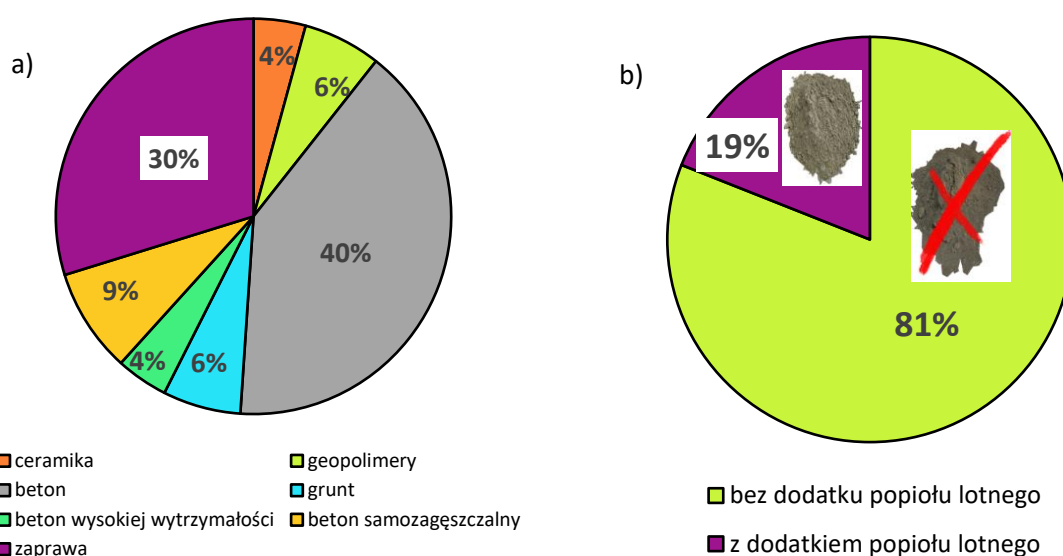 a)
4%
6%
30%
40%
9%
4%
6%
ceramika
geopolimery
beton
grunt
beton wysokiej wytrzymałości
beton samozagęszczalny
zaprawa
b)
19%
81%
bez dodatku popiołu lotnego
z dodatkiem popiołu lotnego